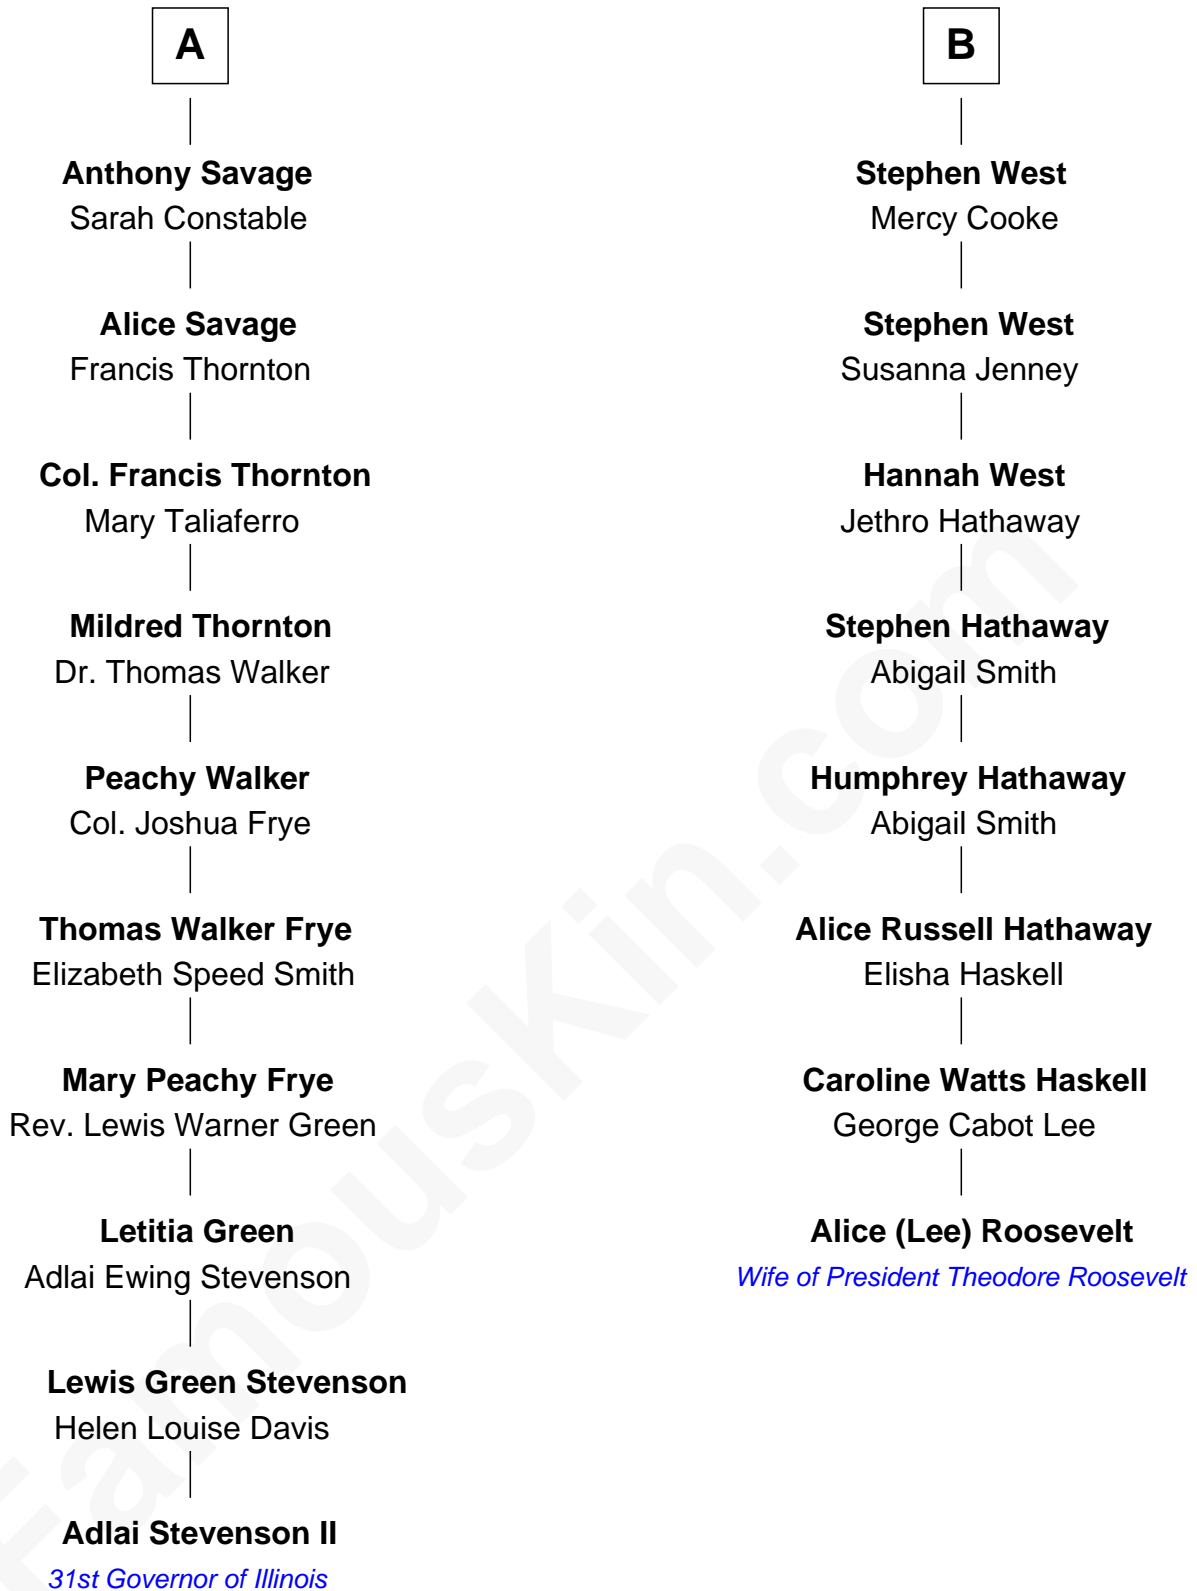 A
Anthony Savage
Sarah Constable
Alice Savage
Francis Thornton
Col. Francis Thornton
Mary Taliaferro
Mildred Thornton
Dr. Thomas Walker
Peachy Walker
Col. Joshua Frye
Thomas Walker Frye
Elizabeth Speed Smith
Mary Peachy Frye
Rev. Lewis Warner Green
Letitia Green
Adlai Ewing Stevenson
Lewis Green Stevenson
Helen Louise Davis
Adlai Stevenson II
31st Governor of Illinois
B
Stephen West
Mercy Cooke
Stephen West
Susanna Jenney
Hannah West
Jethro Hathaway
Stephen Hathaway
Abigail Smith
Humphrey Hathaway
Abigail Smith
Alice Russell Hathaway
Elisha Haskell
Caroline Watts Haskell
George Cabot Lee
Alice (Lee) Roosevelt
Wife of President Theodore Roosevelt
FamousKin.com